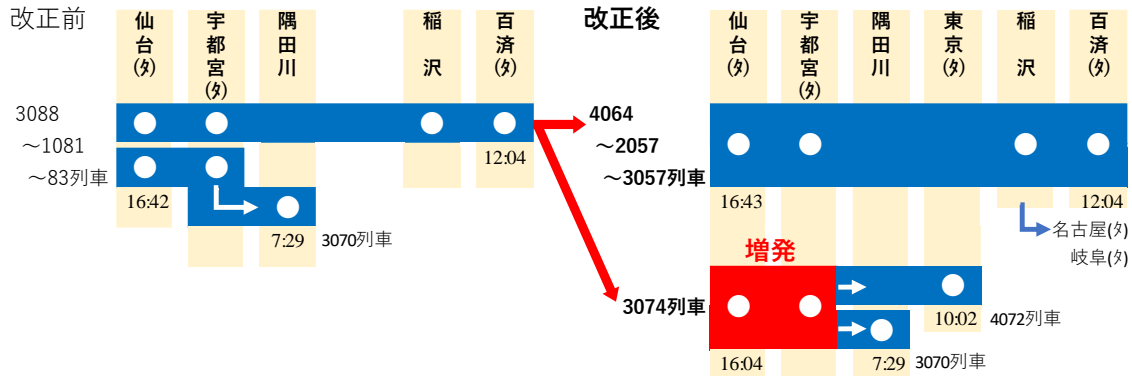 改正前
仙台(タ)
宇都宮(タ)
隅田川
稲沢
百済(タ)
3088
～1081
～83列車
12:04
16:42
7:29
3070列車
改正後
仙台(タ)
宇都宮(タ)
隅田川
東京(タ)
稲沢
百済(タ)
4064
～2057
～3057列車
16:43
12:04
名古屋(タ)
岐阜(タ)
増発
3074列車
10:02
4072列車
16:04
7:29
3070列車